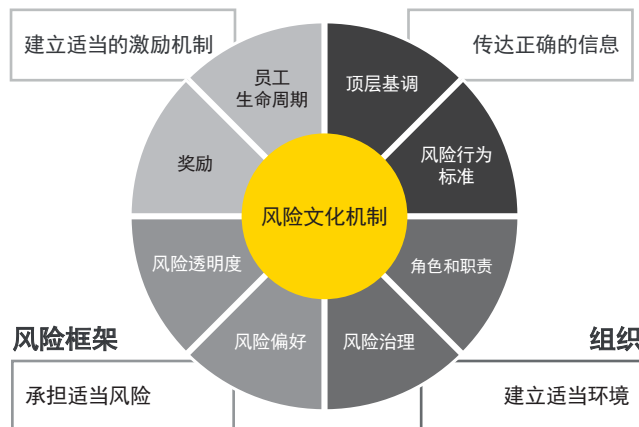 建立适当的激励机制
传达正确的信息
员工
生命周期
顶层基调
奖励
风险行为
标准
风险文化机制
风险透明度
角色和职责
风险偏好
风险治理
风险框架
组织
承担适当风险
建立适当环境